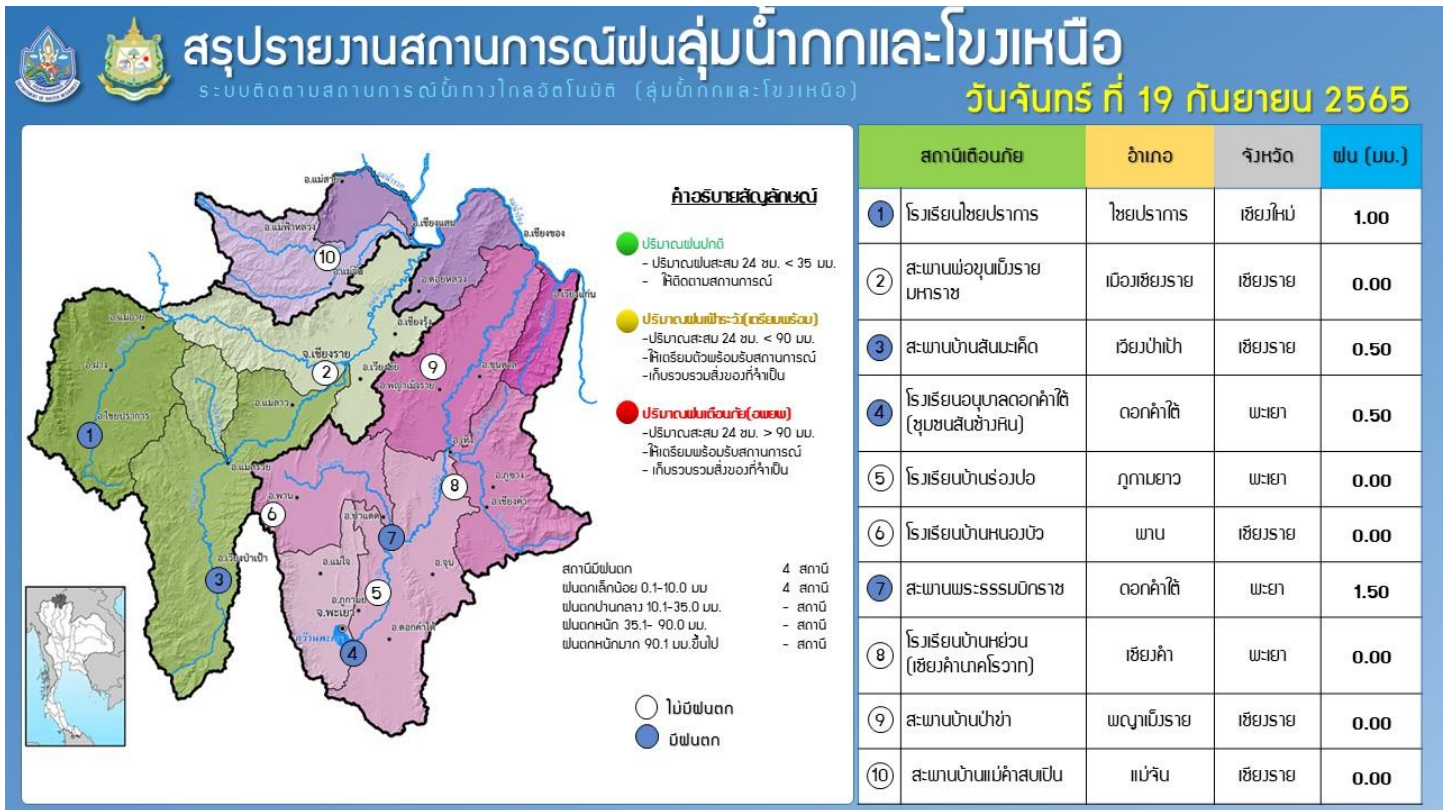 สรุปรายงานสถานการณ์ฝนลุ่มน้ำกกและโขงเหนือ
ระบบติดตามสถานการณ์น้ำทางไกลอัตโนมัติ (ลุ่มน้ำกกและโขงเหนือ)
วันจันทร์ ที่ 19 กันยายน 2565
อ.แม่สาย
อ.แม่ฟ้าหลวง
อ.เชียงแสน
อ.เชียงของ
10
อ.แม่จัน
อ.ดอยหลวง
อ.เวียงแก่น
อ.แม่อาย
อ.เชียงรุ้ง
จ.เชียงราย
อ.ฝาง
2
อ.เวียงชัย
9
อ.ขุนตาล
อ.พญาเม็งราย
อ.ไชยปราการ
อ.แม่ลาว
1
อ.เทิง
อ.แม่สรวย
8
อ.ภูซาง
อ.เชียงคำ
อ.พาน
6
อ.ป่าแดด
7
อ.เวียงป่าเป้า
3
อ.แม่ใจ
อ.จุน
5
อ.ภูกามยาว
จ.พะเยา
กว๊านพะเยา
อ.ดอกคำใต้
4
คำอธิบายสัญลักษณ์
ปริมาณฝนปกติ
- ปริมาณฝนสะสม 24 ชม. < 35 มม.
- ให้ติดตามสถานการณ์
ปริมาณฝนเฝ้าระวัง(เตรียมพร้อม)
-ปริมาณสะสม 24 ชม. < 90 มม.
-ให้เตรียมตัวพร้อมรับสถานการณ์
-เก็บรวบรวมสิ่งของที่จำเป็น
ปริมาณฝนเตือนภัย(อพยพ)
-ปริมาณสะสม 24 ชม. > 90 มม.
-ให้เตรียมพร้อมรับสถานการณ์
- เก็บรวบรวมสิ่งของที่จำเป็น
สถานีมีฝนตก 4 สถานี
ฝนตกเล็กน้อย 0.1-10.0 มม 4 สถานี
ฝนตกปานกลาง 10.1-35.0 มม. - สถานี
ฝนตกหนัก 35.1- 90.0 มม. - สถานี
ฝนตกหนักมาก 90.1 มม.ขึ้นไป - สถานี
ไม่มีฝนตก
มีฝนตก
สถานีเตือนภัย อำเภอ จังหวัด ฝน (มม.)
1 โรงเรียนไชยปราการ ไชยปราการ เชียงใหม่ 1.00
2 สะพานพ่อขุนเม็งราย
มหาราช เมืองเชียงราย เชียงราย 0.00
3 สะพานบ้านสันมะเค็ด เวียงป่าเป้า เชียงราย 0.50
4 โรงเรียนอนุบาลดอกคำใต้
(ชุมชนสันช้างหิน) ดอกคำใต้ พะเยา 0.50
5 โรงเรียนบ้านร่องปอ ภูกามยาว พะเยา 0.00
6 โรงเรียนบ้านหนองบัว พาน เชียงราย 0.00
7 สะพานพระธรรมมิกราช ดอกคำใต้ พะเยา 1.50
8 โรงเรียนบ้านหย่วน
(เชียงคำนาคโรวาท) เชียงคำ พะเยา 0.00
9 สะพานบ้านป่าข่า พญาเม็งราย เชียงราย 0.00
10 สะพานบ้านแม่คำสบเปิน แม่จัน เชียงราย 0.00